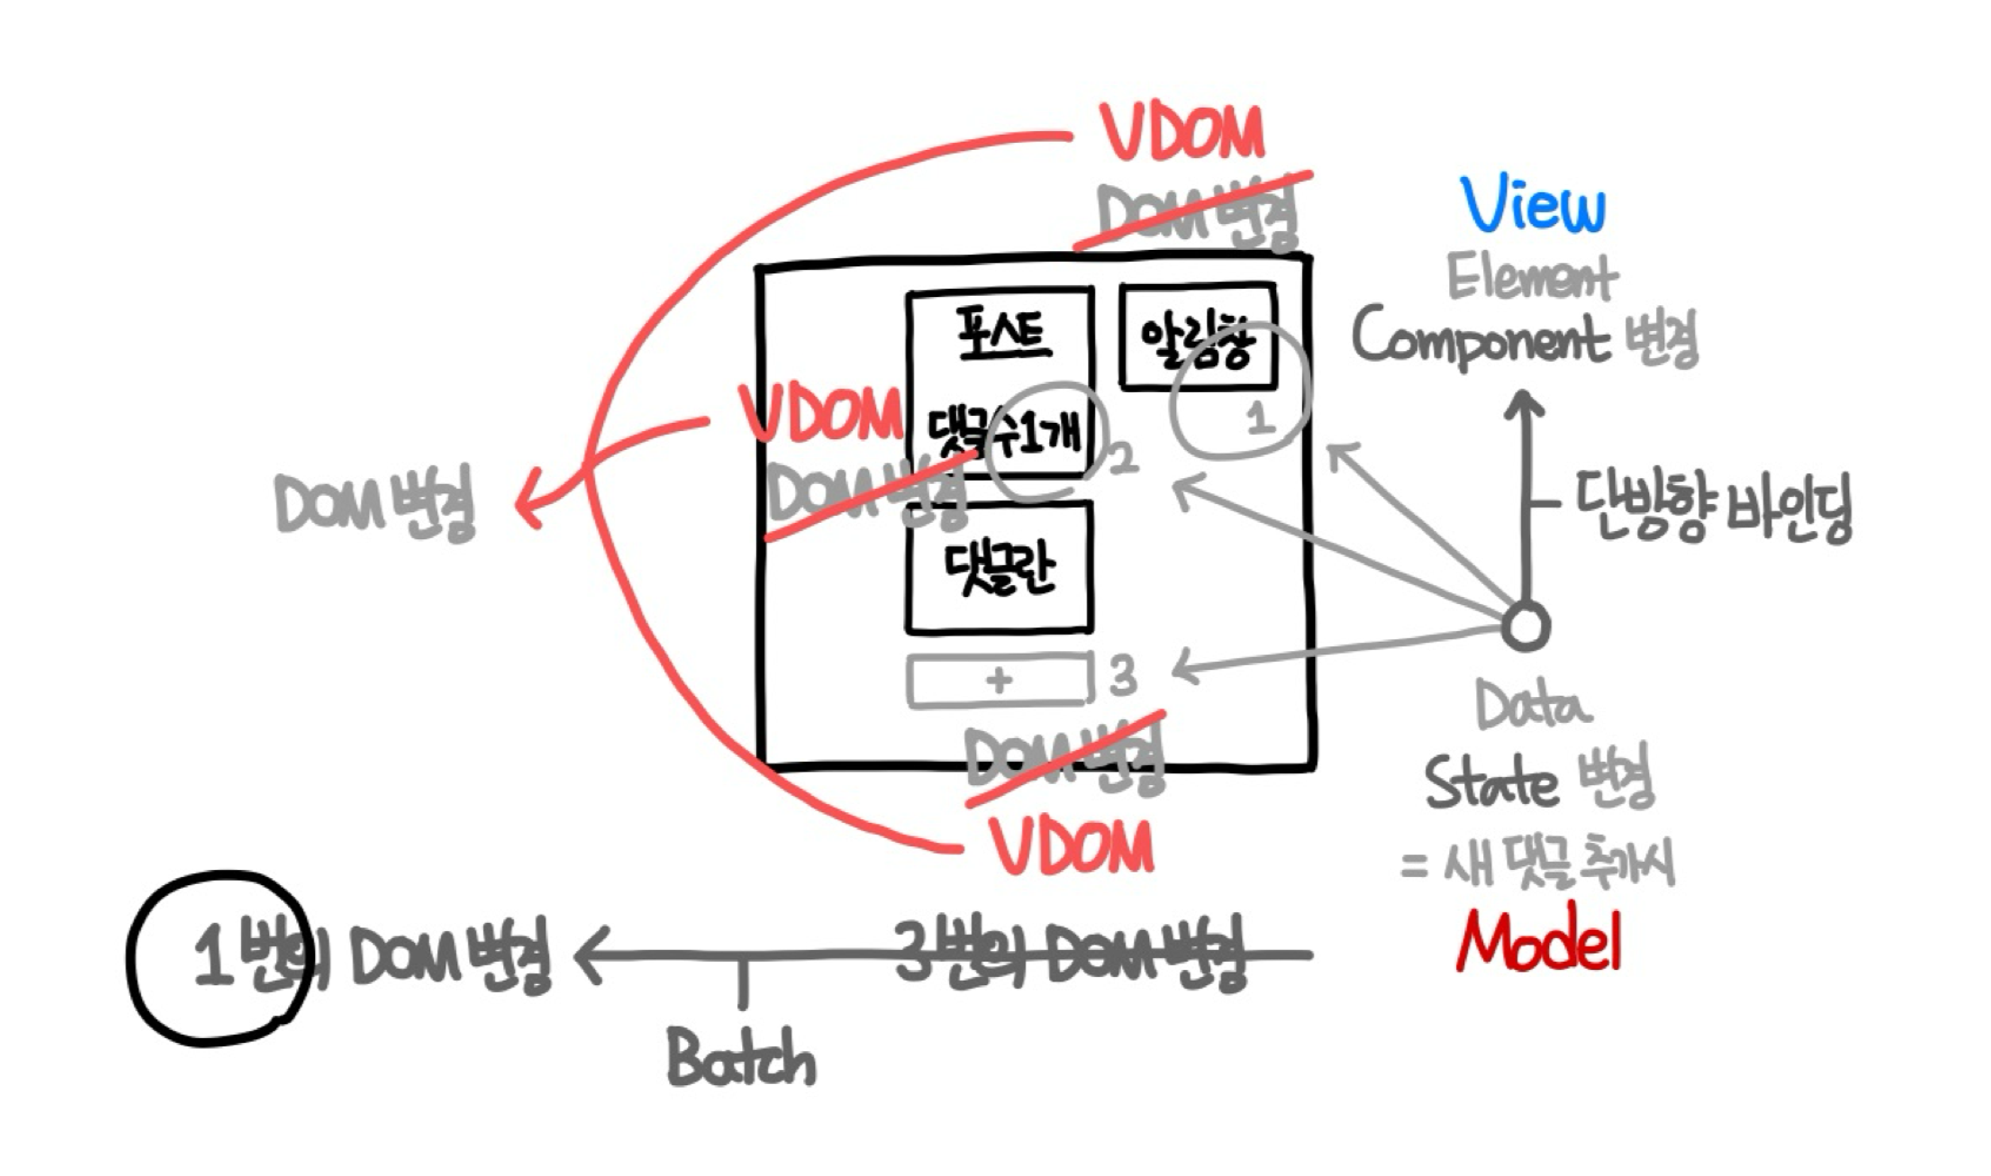 VDOM
DOM 변경
View
Element
Component 변경
포스트
알림창
1
VDOM
댓글수1개
2
DOM 변경
DOM 변경
단방향 바인딩
댓글란
+
3
Data
DOM 변경
State 변경
VDOM
= 새 댓글 추가시
Model
1번의 DOM 변경
3번의 DOM 변경
Batch